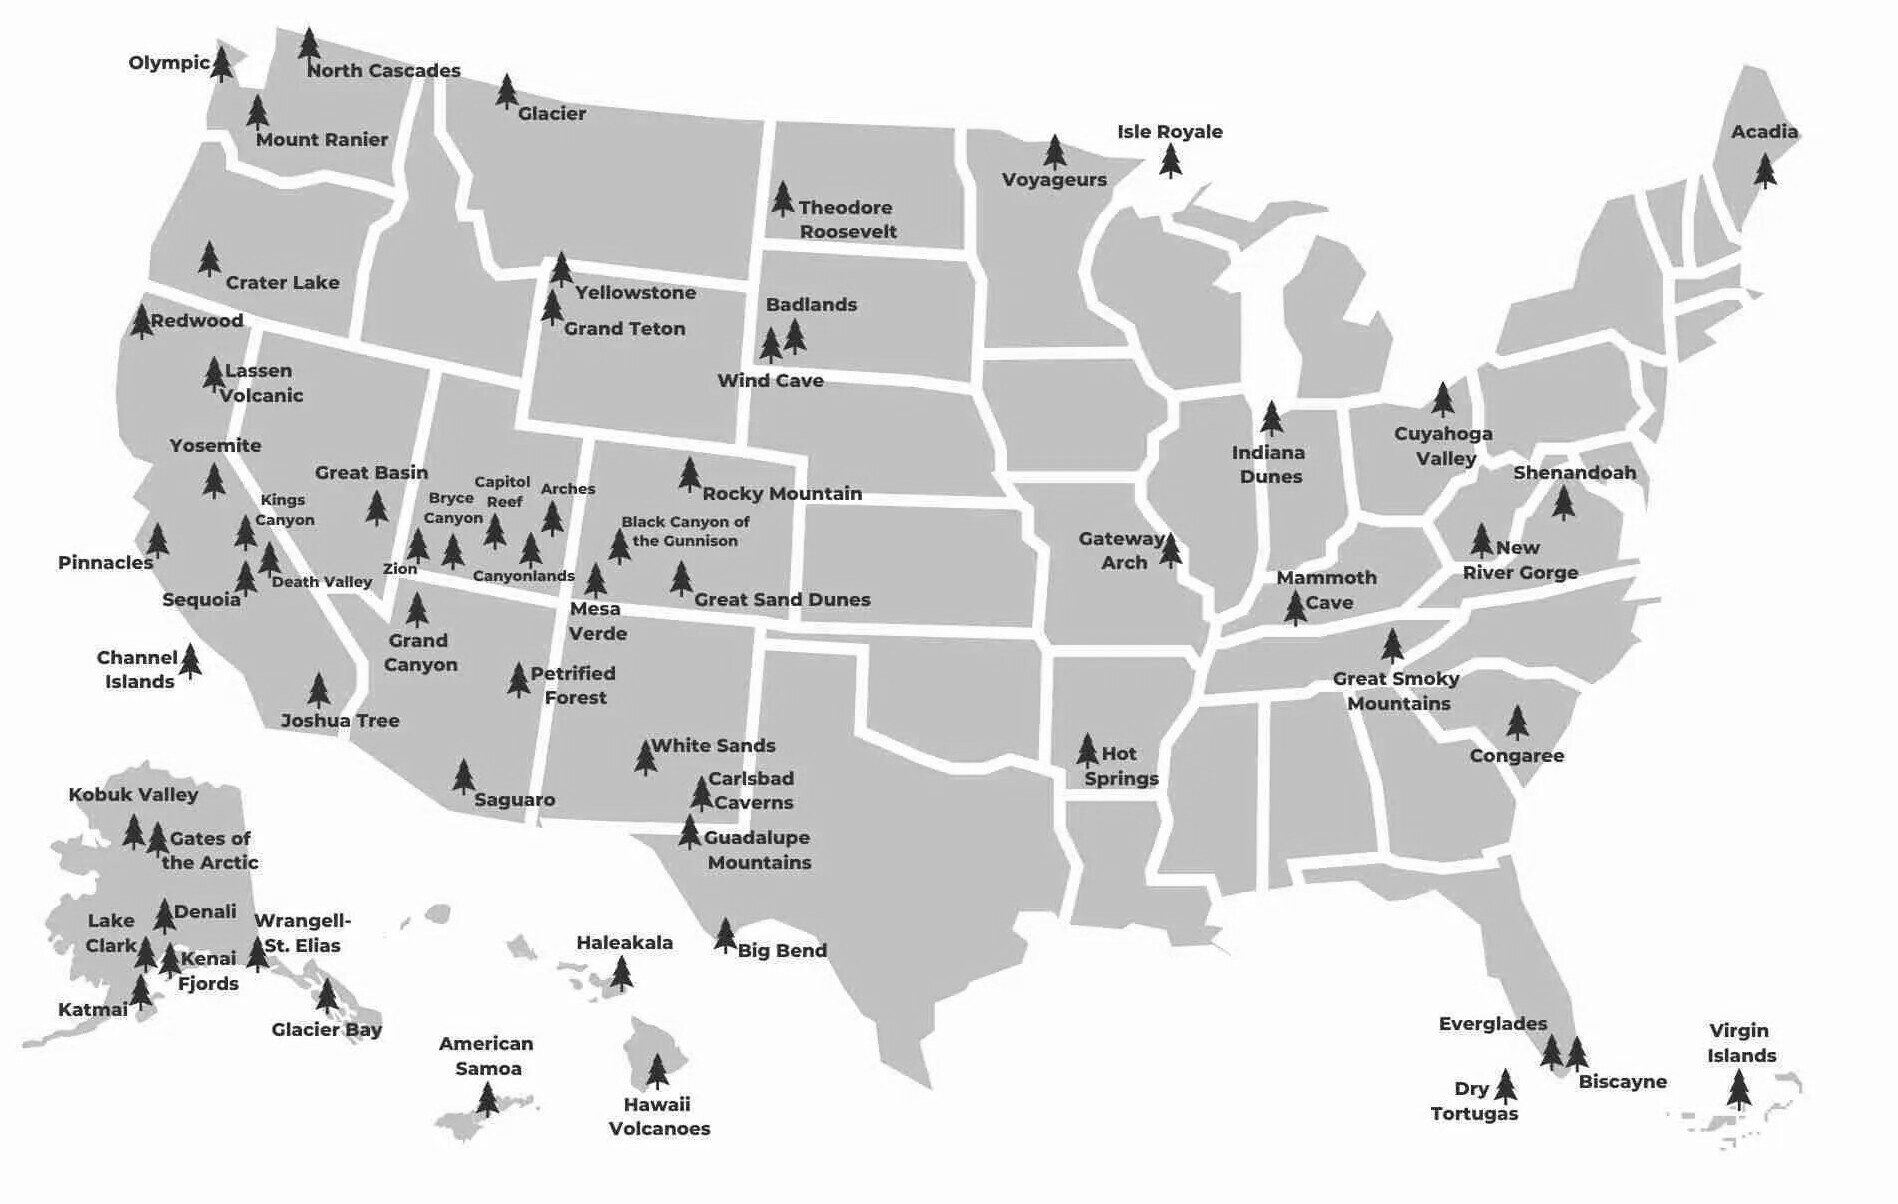 Olympic
North Cascades
Mount Ranier
Glacier
Isle Royale
Voyageurs
Acadia
Theodore
Roosevelt
Crater Lake
Yellowstone
Grand Teton
Badlands
Wind Cave
Redwood
Lassen
Volcanic
Yosemite
Great Basin
Kings
Canyon
Bryce
Canyon
Capitol
Reef
Arches
Rocky Mountain
Black Canyon of
the Gunnison
Indiana
Dunes
Cuyahoga
Valley
Shenandoah
Pinnacles
Sequoia
Death Valley
Zion
Canyonlands
Mesa
Verde
Great Sand Dunes
Gateway
Arch
Mammoth
Cave
New
River Gorge
Channel
Islands
Joshua Tree
Grand
Canyon
Petrified
Forest
Great Smoky
Mountains
Congaree
Hot
Springs
White Sands
Carlsbad
Caverns
Saguaro
Guadalupe
Mountains
Big Bend
Kobuk Valley
Gates of
the Arctic
Denali
Lake
Clark
Wrangell-
St. Elias
Kenai
Fjords
Katmai
Glacier Bay
Haleakala
American
Samoa
Hawaii
Volcanoes
Everglades
Biscayne
Dry
Tortugas
Virgin
Islands